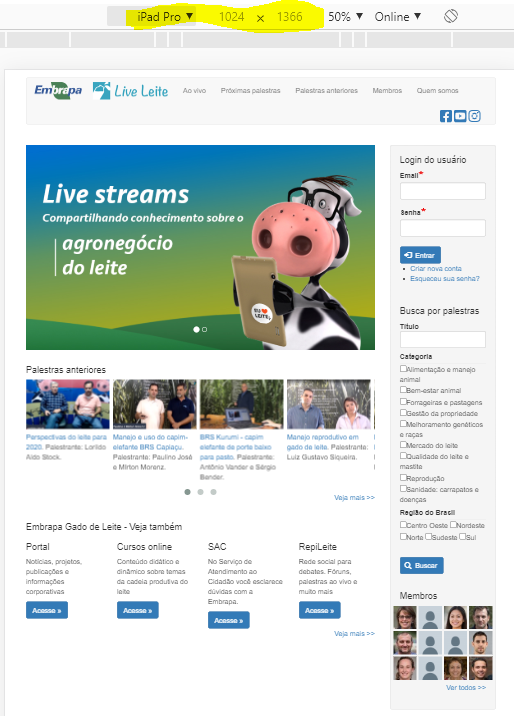 iPad Pro ▼ 1024 × 1366 50% ▼ Online ▼
Embrapa Live Leite Ao vivo Próximas palestras Palestras anteriores Membros Quem somos
Live streams
Compartilhando conhecimento sobre o
agronegócio
do leite
EU ♥
LEITE!
Palestras anteriores
Perspectivas do leite para
2020. Palestrante: Lorildo
Aldo Stock.
Manejo e uso do capim-
elefante BRS Capiaçu.
Palestrante: Paulino José
e Mirton Morenz.
BRS Kurumi - capim
elefante de porte baixo
para pasto. Palestrante:
Antônio Vander e Sérgio
Bender.
Manejo reprodutivo em
gado de leite. Palestrante:
Luiz Gustavo Siqueira.
Veja mais >>
Embrapa Gado de Leite - Veja também
Portal
Notícias, projetos,
publicações e
informações
corporativas
Acesse »
Cursos online
Conteúdo didático e
dinâmico sobre temas
da cadeia produtiva do
leite
Acesse »
SAC
No Serviço de
Atendimento ao
Cidadão você esclarece
dúvidas com a
Embrapa.
Acesse »
RepiLeite
Rede social para
debates. Fóruns,
palestras ao vivo e
muito mais
Acesse »
Veja mais >>
Login do usuário
Email*
Senha*
Entrar
Criar nova conta
Esqueceu sua senha?
Busca por palestras
Título
Categoria
Alimentação e manejo
animal
Bem-estar animal
Forrageiras e pastagens
Gestão da propriedade
Melhoramento genéticos
e raças
Mercado do leite
Qualidade do leite e
mastite
Reprodução
Sanidade: carrapatos e
doenças
Região do Brasil
Centro Oeste Nordeste
Norte Sudeste Sul
Buscar
Membros
Ver todos >>